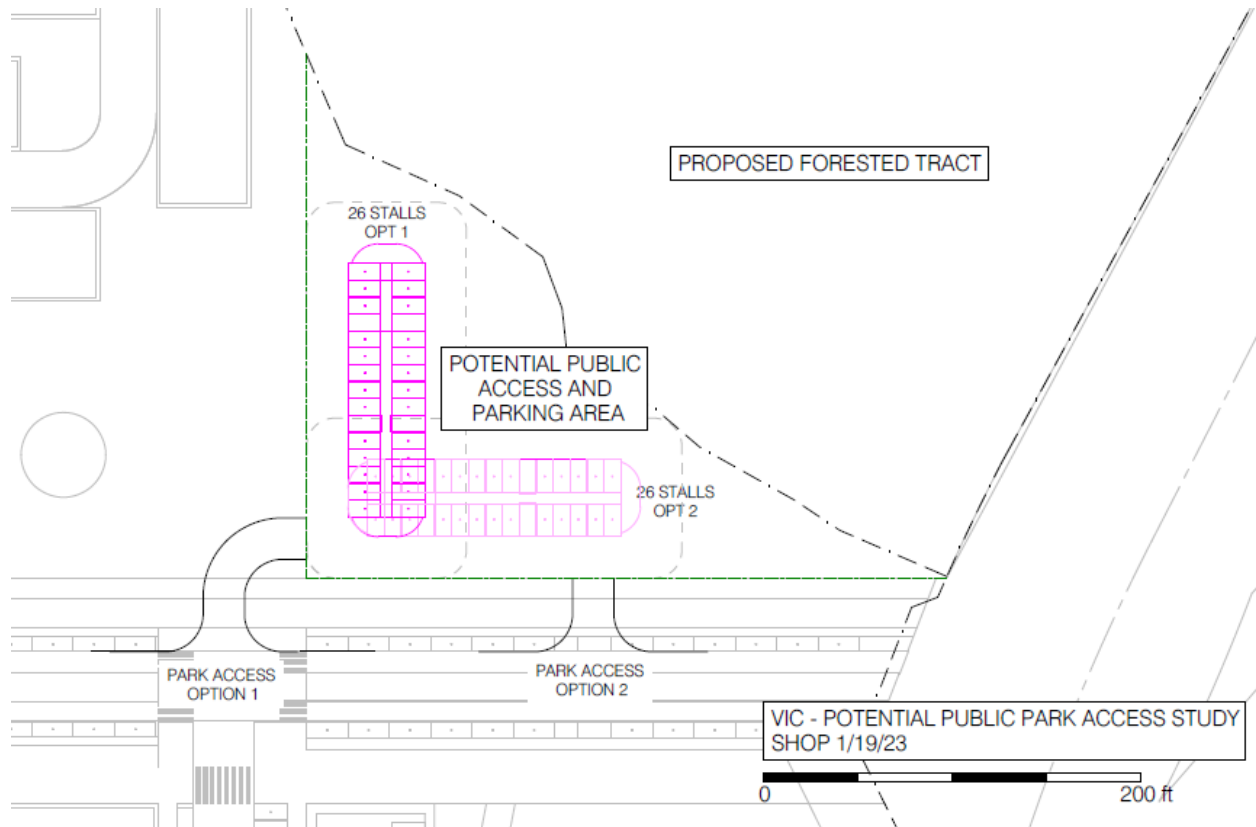 PROPOSED FORESTED TRACT
26 STALLS
OPT 1
POTENTIAL PUBLIC
ACCESS AND
PARKING AREA
26 STALLS
OPT 2
PARK ACCESS
OPTION 1
PARK ACCESS
OPTION 2
VIC - POTENTIAL PUBLIC PARK ACCESS STUDY
SHOP 1/19/23
0
200 ft